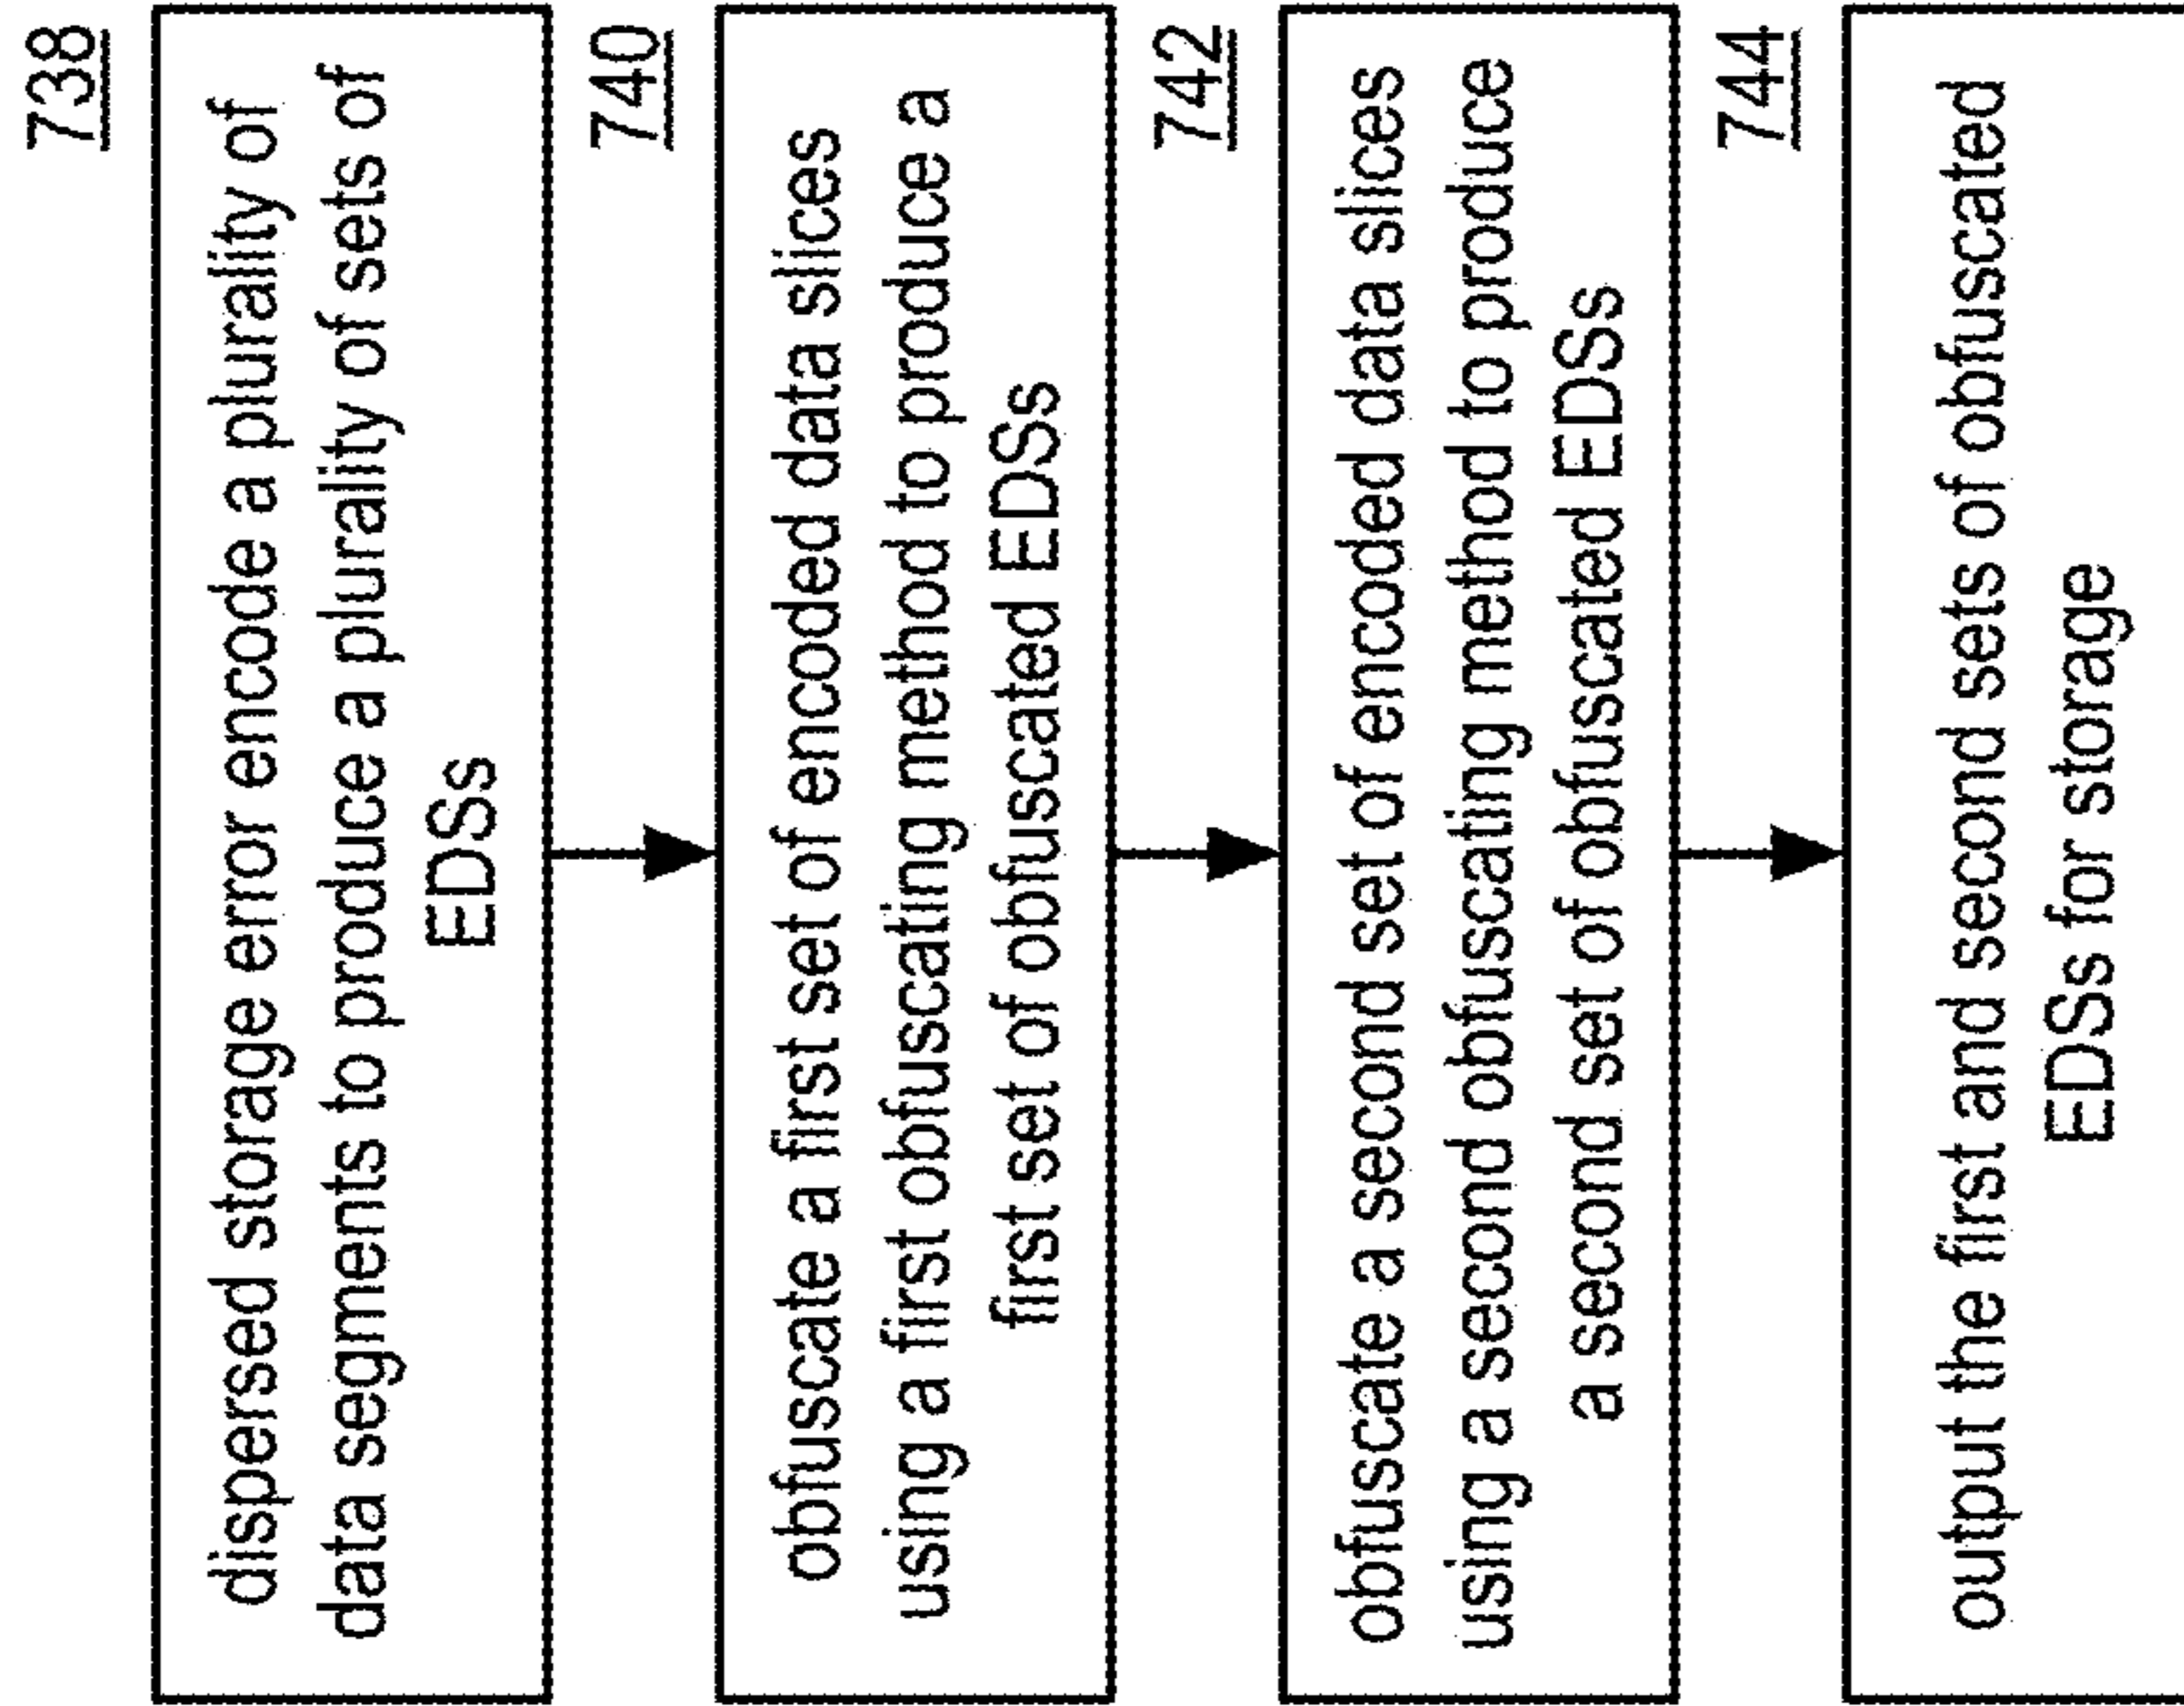 738
dispersed storage error encode a plurality of
data segments to produce a plurality of sets of
EDSs
740
obfuscate a first set of encoded data slices
using a first obfuscating method to produce a
first set of obfuscated EDSs
742
obfuscate a second set of encoded data slices
using a second obfuscating method to produce
a second set of obfuscated EDSs
744
output the first and second sets of obfuscated
EDSs for storage